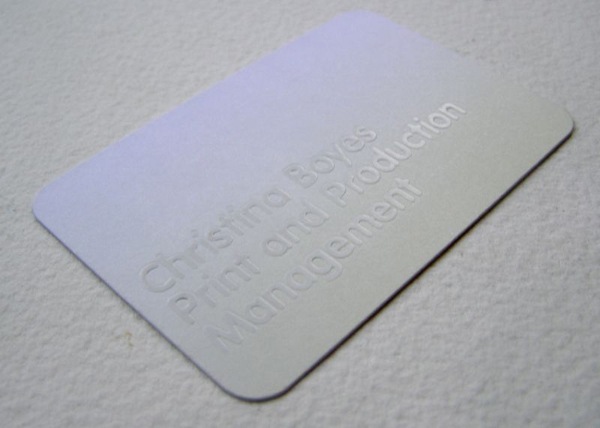 Christina Boyes
Print and Production
Management